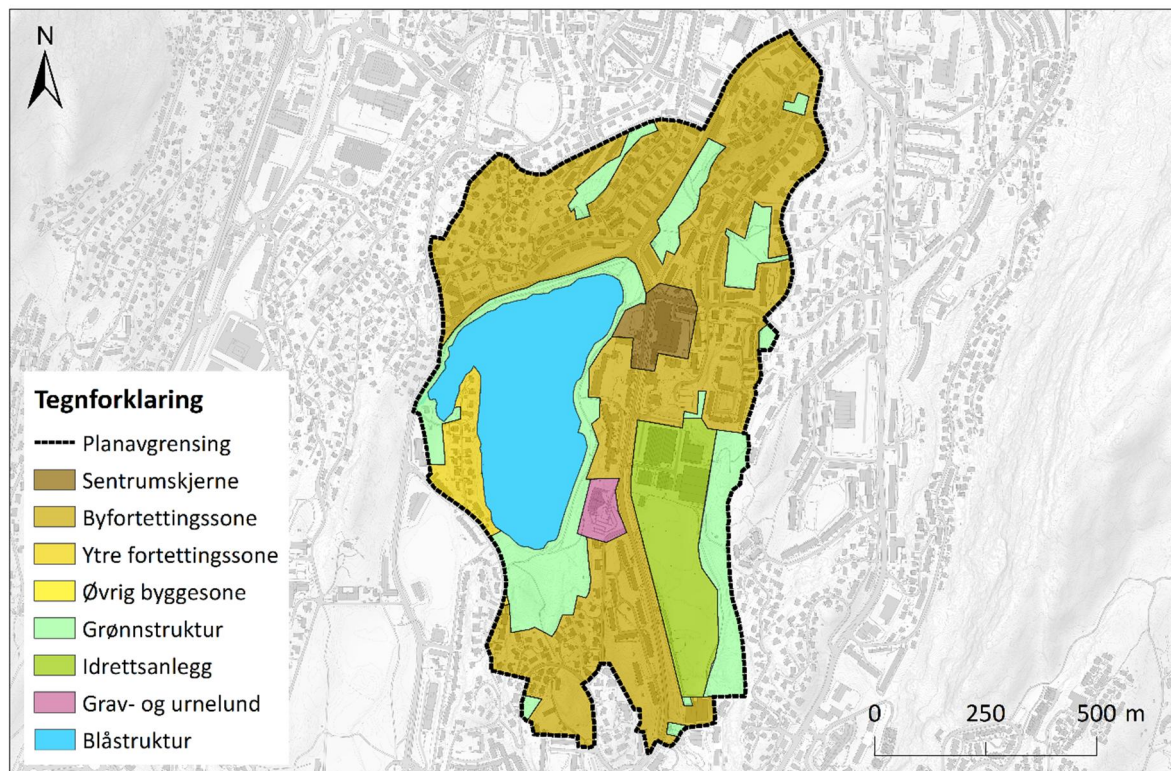 N
Tegnforklaring
Planavgrensing
Sentrumskjerne
Byfortettingssone
Ytre fortettingssone
Øvrig byggesone
Grønnstruktur
Idrettsanlegg
Grav- og urnelund
Blåstruktur
0 250 500 m